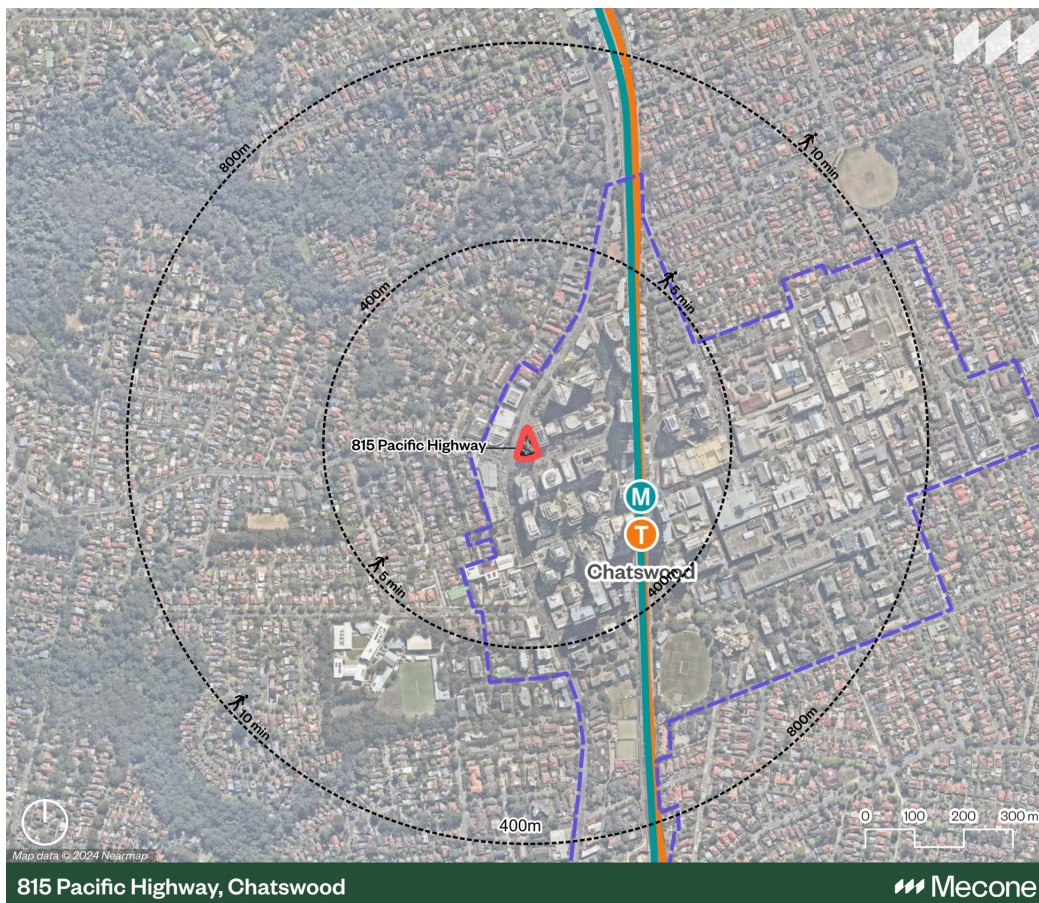 800m
10 min
400m
5 min
815 Pacific Highway
M
T
Chatswood
5 min
400m
10 min
800m
400m
0 100 200 300 m
Map data © 2024 Nearmap
815 Pacific Highway, Chatswood
Mecone